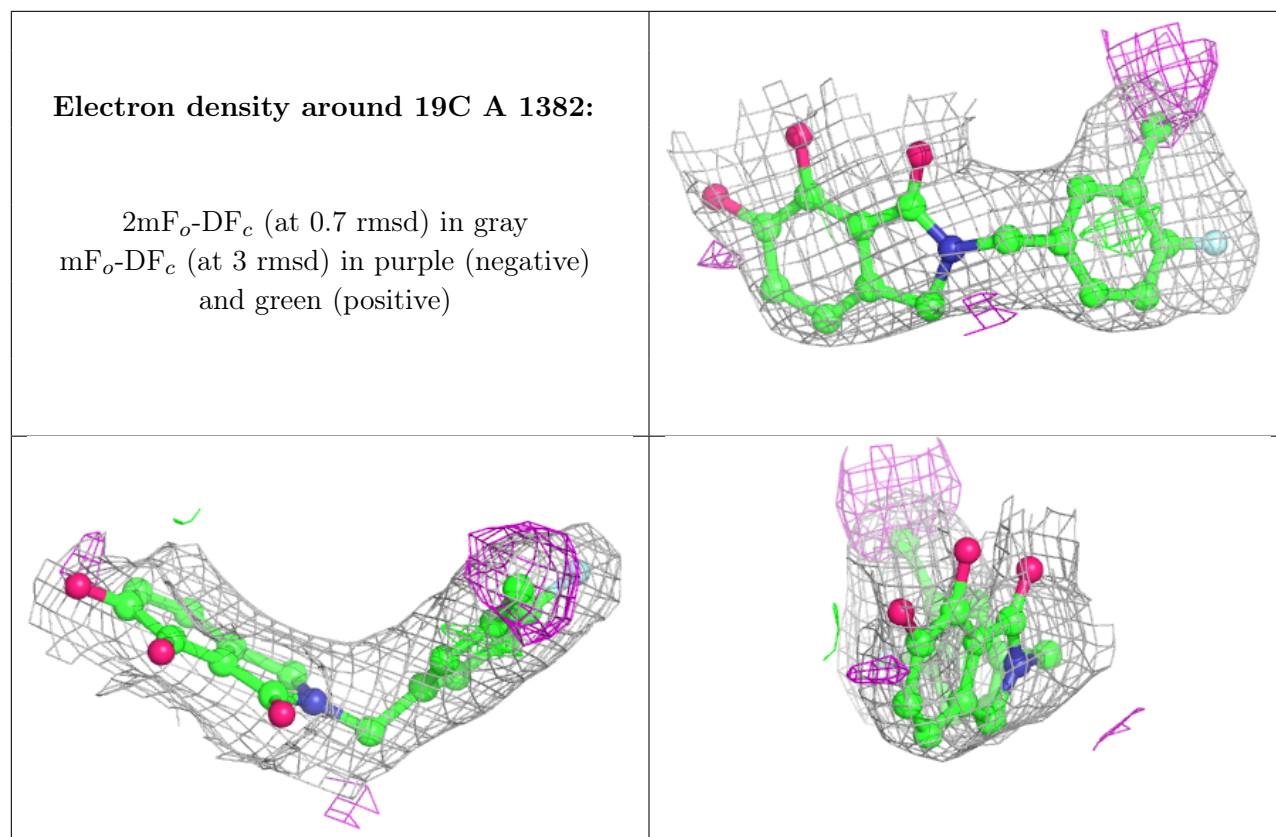 Electron density around 19C A 1382:
2mFo-DFc (at 0.7 rmsd) in gray
mFo-DFc (at 3 rmsd) in purple (negative)
and green (positive)